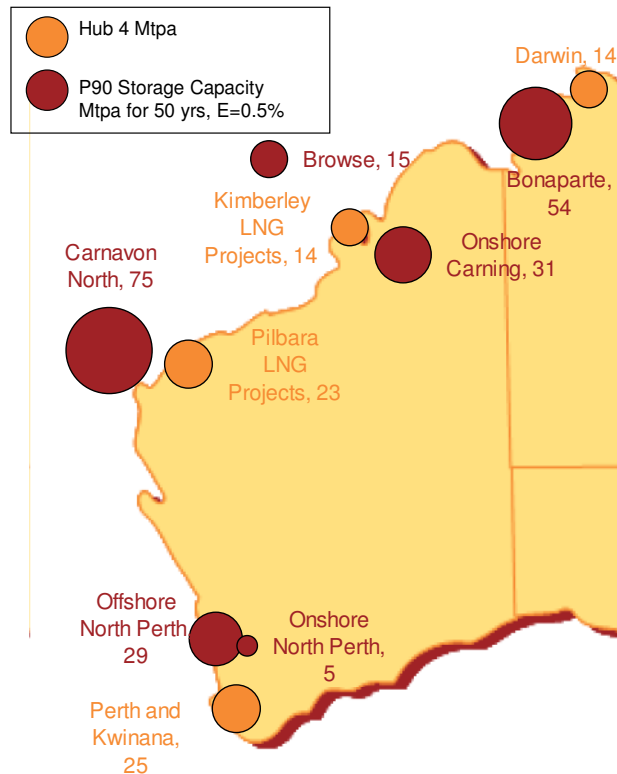 Hub 4 Mtpa
P90 Storage Capacity
Mtpa for 50 yrs, E=0.5%
Darwin, 14
Browse, 15
Bonaparte,
54
Kimberley
LNG
Projects, 14
Onshore
Carning, 31
Carnavon
North, 75
Pilbara
LNG
Projects, 23
Offshore
North Perth
29
Onshore
North Perth,
5
Perth and
Kwinana,
25